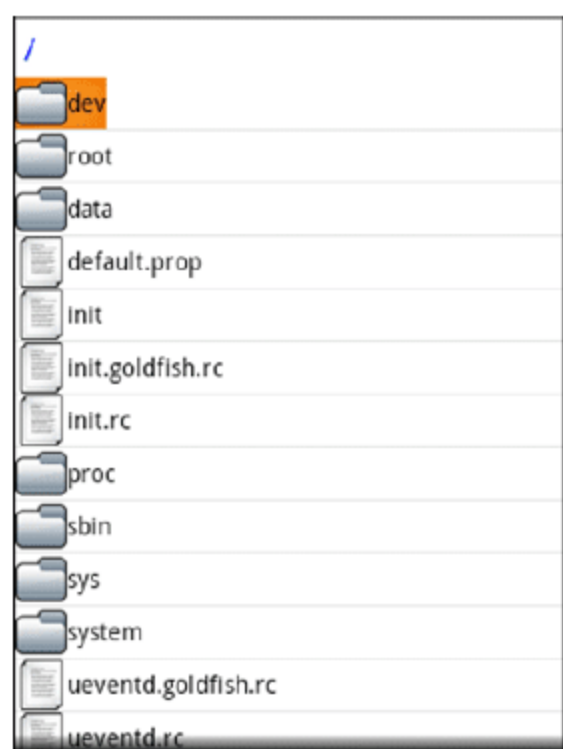 /
dev
root
data
default.prop
init
init.goldfish.rc
init.rc
proc
sbin
sys
system
ueventd.goldfish.rc
ueventd.rc